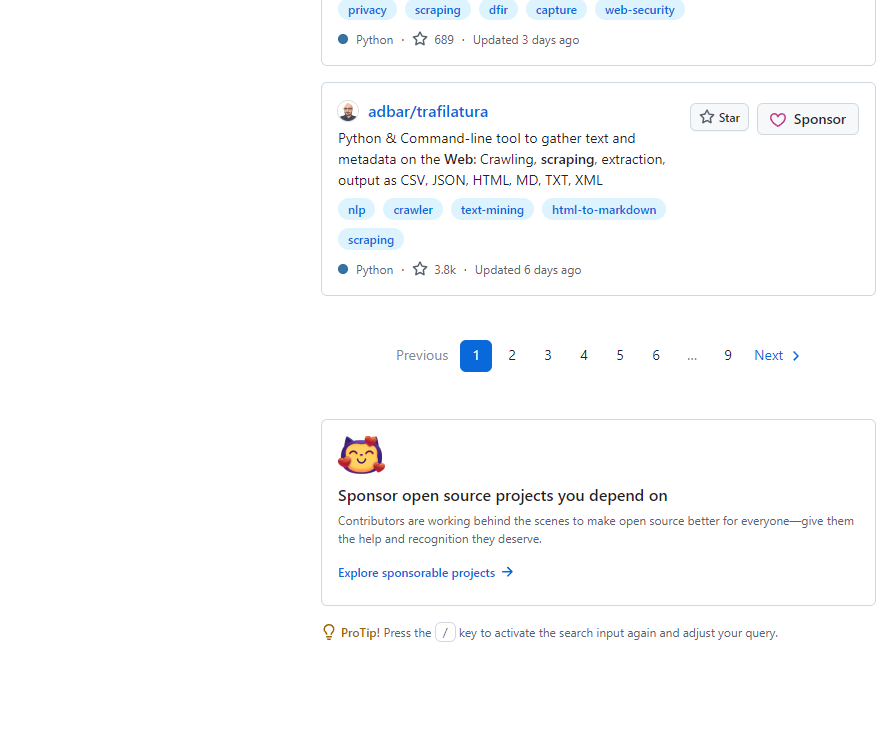 privacy scraping dfir capture web-security
Python · 689 · Updated 3 days ago
adbar/trafilatura Star Sponsor
Python & Command-line tool to gather text and
metadata on the Web: Crawling, scraping, extraction,
output as CSV, JSON, HTML, MD, TXT, XML
nlp crawler text-mining html-to-markdown
scraping
Python · 3.8k · Updated 6 days ago
Previous 1 2 3 4 5 6 … 9 Next
Sponsor open source projects you depend on
Contributors are working behind the scenes to make open source better for everyone—give them
the help and recognition they deserve.
Explore sponsorable projects →
ProTip! Press the / key to activate the search input again and adjust your query.